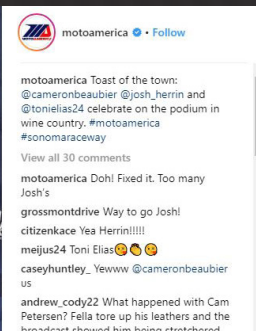 motoamerica • Follow
motoamerica Toast of the town:
@cameronbeaubier @josh_herrin and
@tonielias24 celebrate on the podium in
wine country. #motoamerica
#sonomaraceway
View all 30 comments
motoamerica Doh! Fixed it. Too many
Josh's
grossmontdrive Way to go Josh!
citizenkace Yea Herrin!!!!!
meijus24 Toni Elias😘👏😘
caseyhuntley_ Yewww @cameronbeaubier
us
andrew_cody22 What happened with Cam
Petersen? Fella tore up his leathers and the
broadcast showed him being stretchered